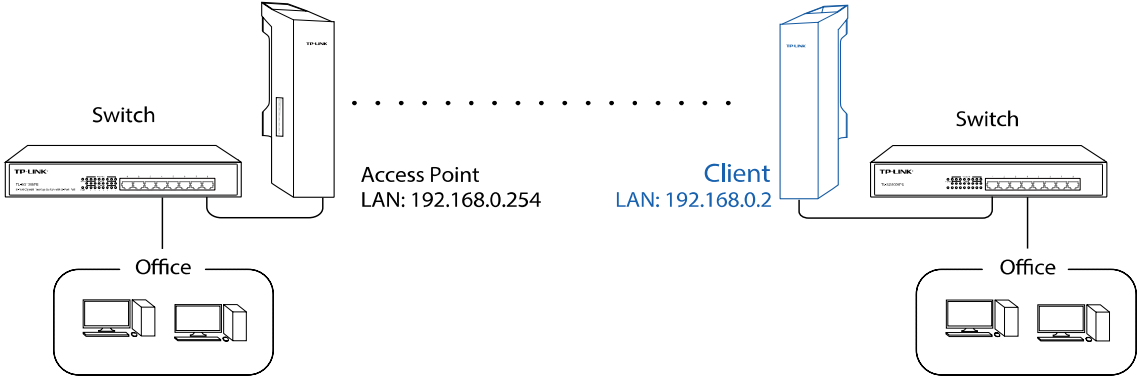 TP-LINK
TP-LINK
Switch
Switch
TP-LINK
Access Point
LAN: 192.168.0.254
Client
LAN: 192.168.0.2
TP-LINK
Office
Office